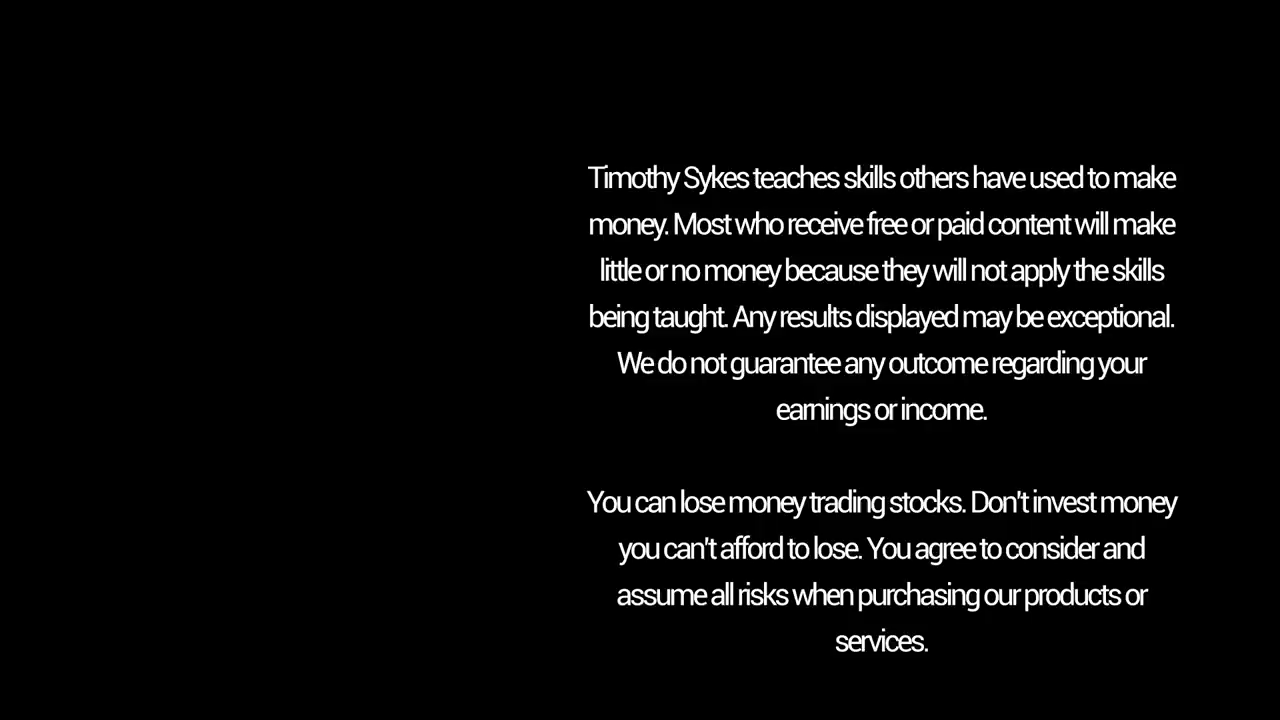 Timothy Sykes teaches skills others have used to make
money. Most who receive free or paid content will make
little or no money because they will not apply the skills
being taught. Any results displayed may be exceptional.
We do not guarantee any outcome regarding your
earnings or income.
You can lose money trading stocks. Don't invest money
you can't afford to lose. You agree to consider and
assume all risks when purchasing our products or
services.